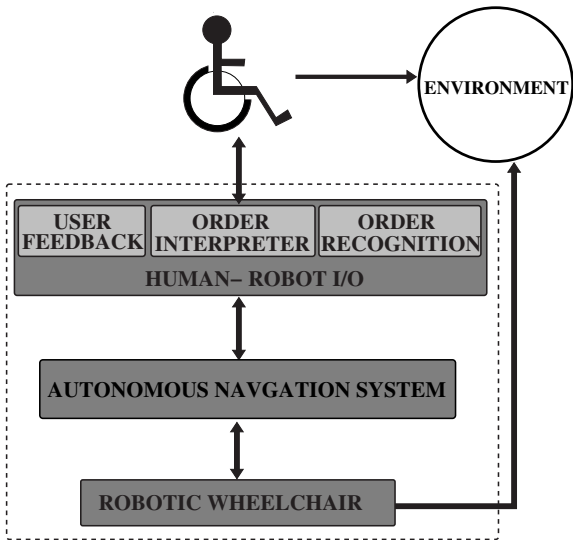 ENVIRONMENT
USER
FEEDBACK
ORDER
INTERPRETER
ORDER
RECOGNITION
HUMAN– ROBOT I/O
AUTONOMOUS NAVGATION SYSTEM
ROBOTIC WHEELCHAIR